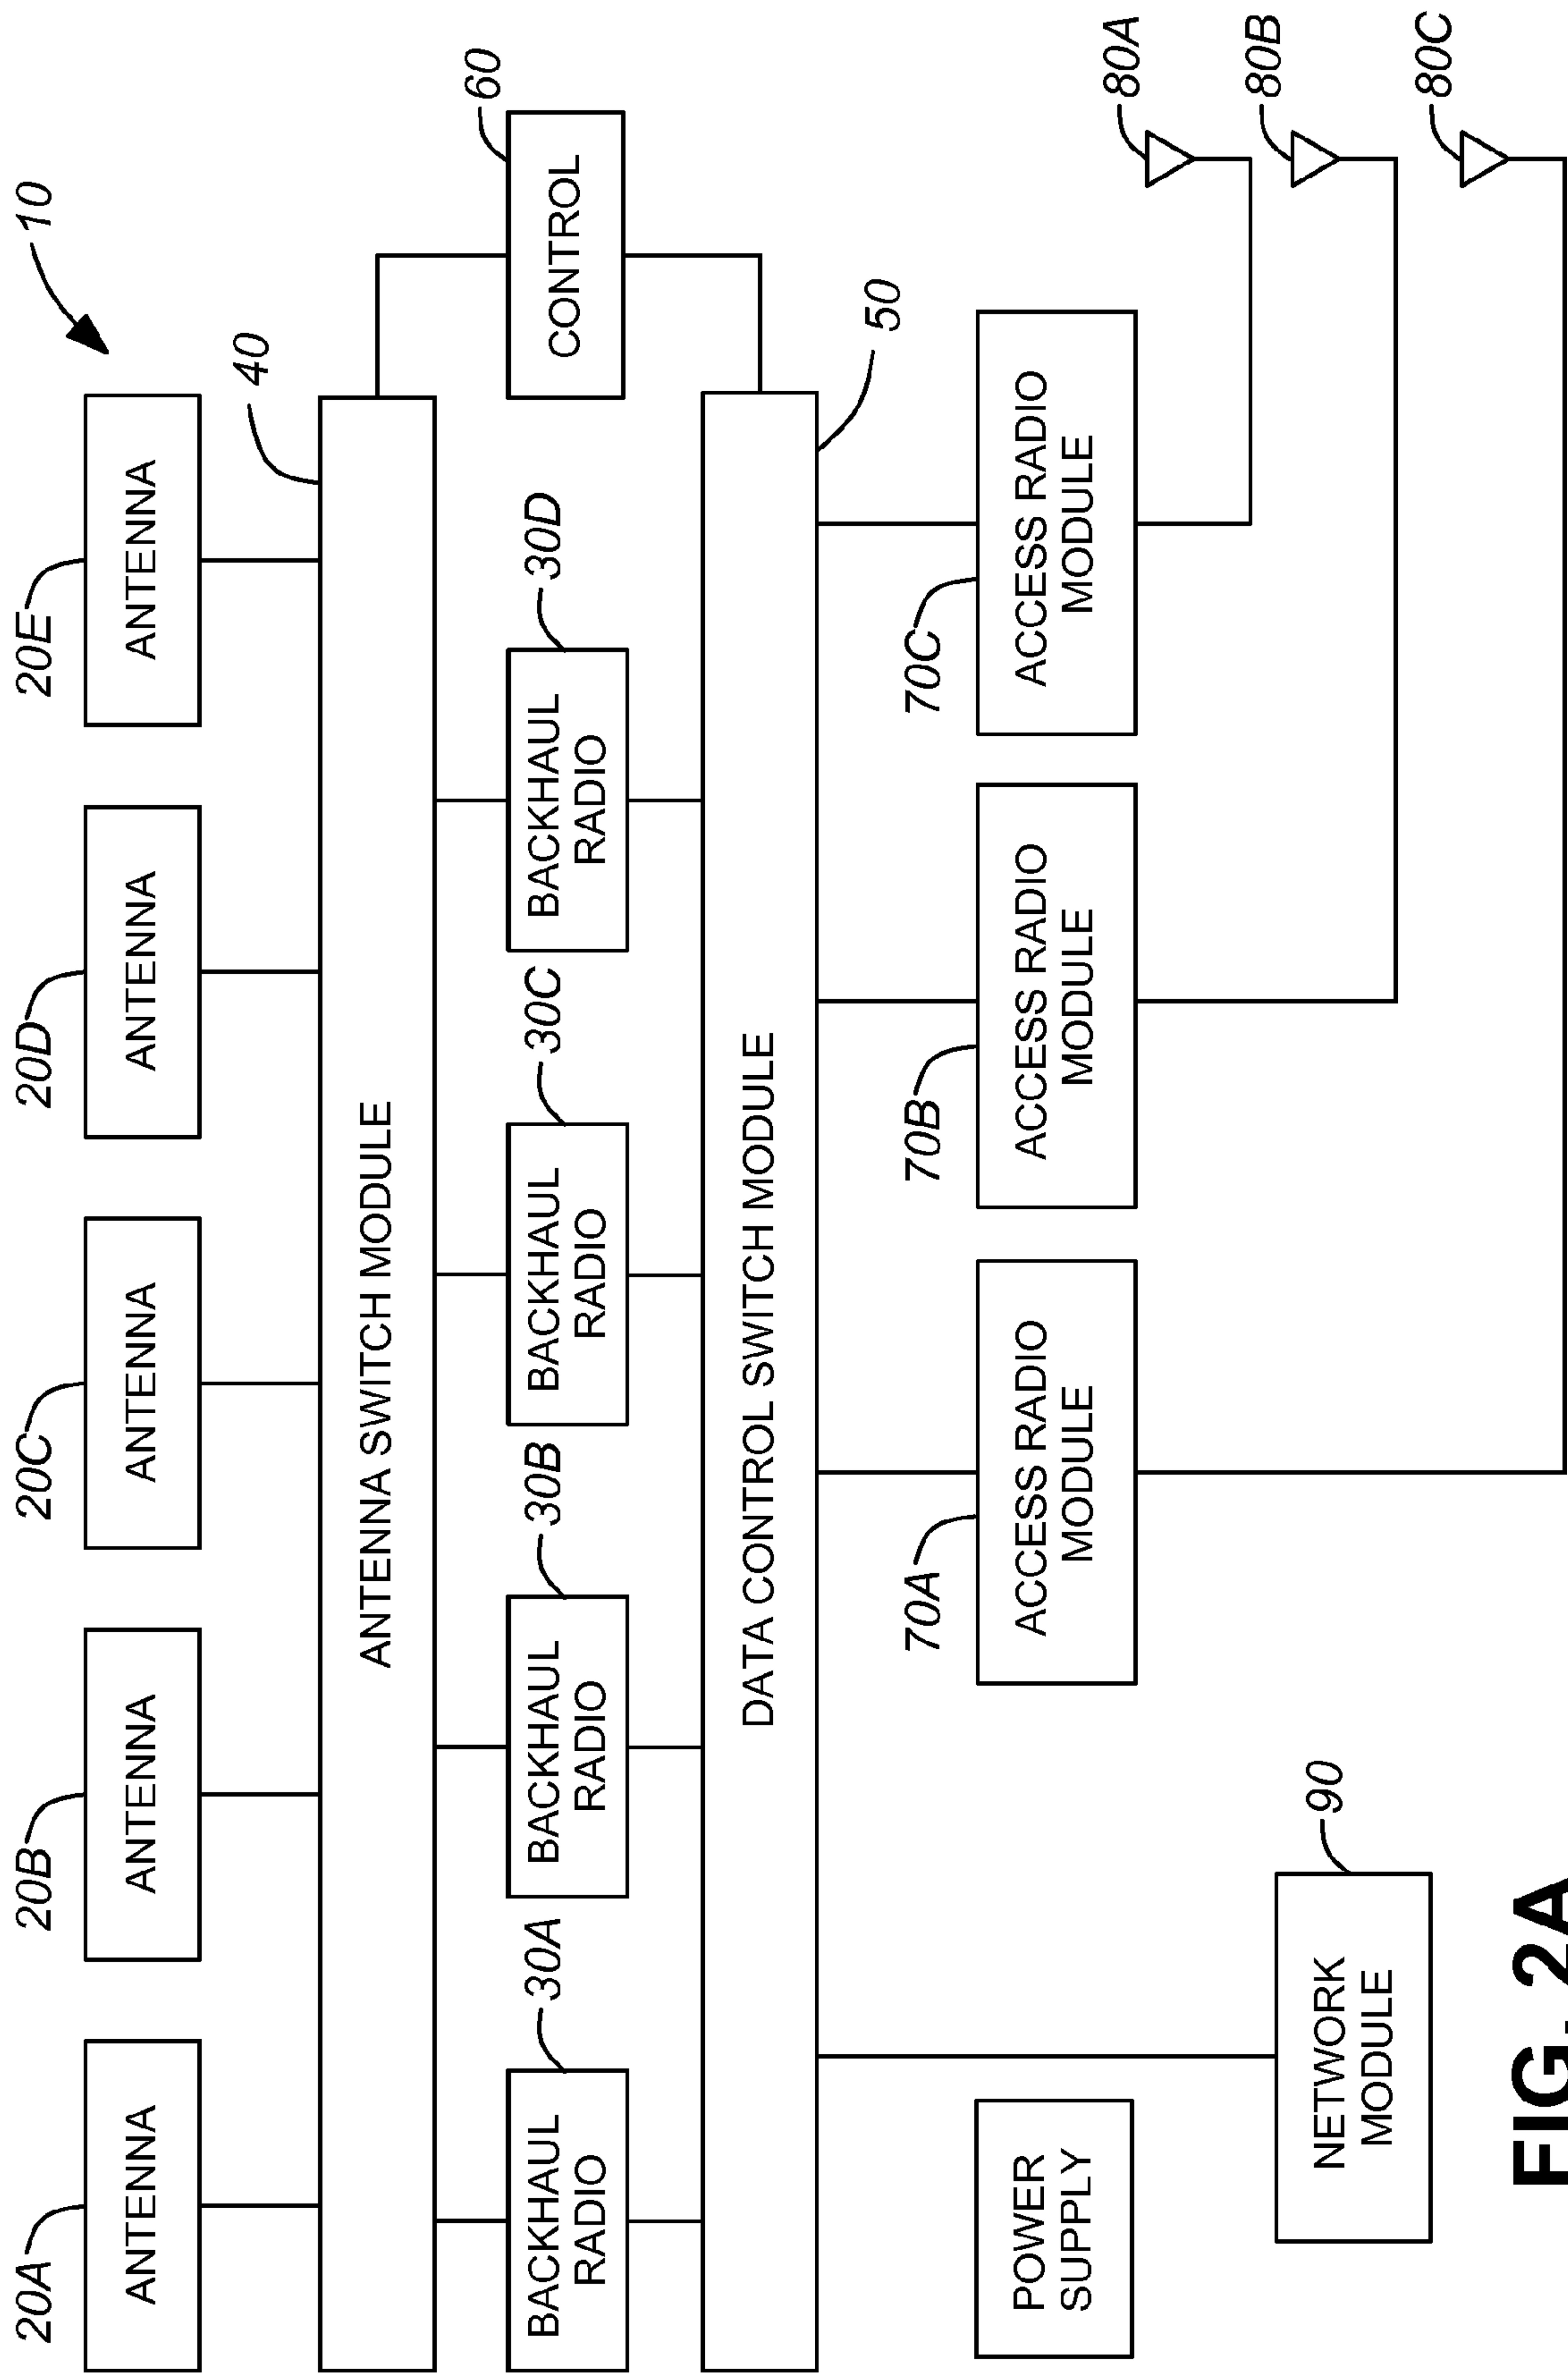 10
20A
20B
20C
20D
20E
ANTENNA
ANTENNA
ANTENNA
ANTENNA
ANTENNA
40
ANTENNA SWITCH MODULE
60
30A
30B
30C
30D
BACKHAUL
RADIO
BACKHAUL
RADIO
BACKHAUL
RADIO
BACKHAUL
RADIO
CONTROL
DATA CONTROL SWITCH MODULE
50
70A
70B
70C
POWER
SUPPLY
ACCESS RADIO
MODULE
ACCESS RADIO
MODULE
ACCESS RADIO
MODULE
80A
80B
80C
90
NETWORK
MODULE
FIG. 2A